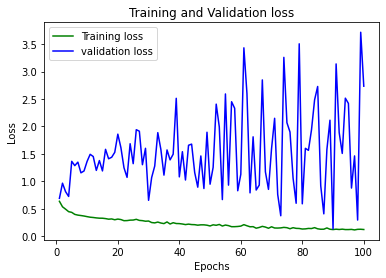 Training and Validation loss
Training loss
validation loss
Loss
3.5
3.0
2.5
2.0
1.5
1.0
0.5
0.0
0
20
40
60
80
100
Epochs